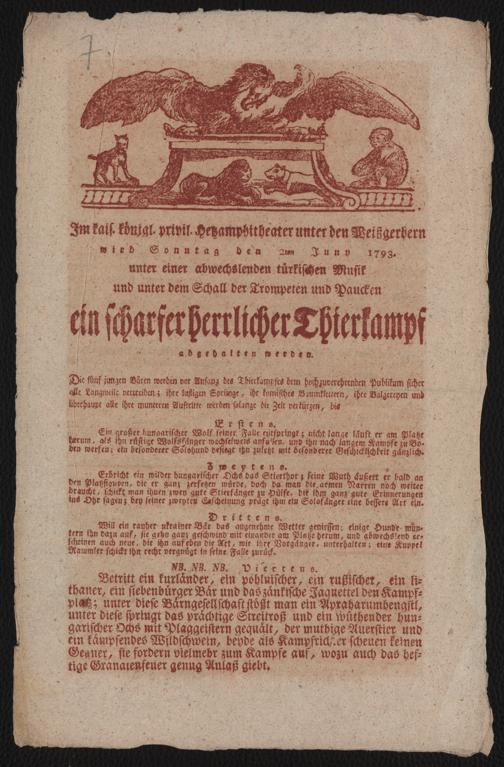 7
Im kais. königl. privil. Hetzamphitheater unter den Weißgerbern
wird Sonntag den 2ten Juny 1793.
unter einer abwechslenden türkischen Musik
und unter dem Schall der Trompeten und Paucken
ein scharfer herrlicher Thierkampf
abgehalten werden.
Die fünf jungen Bären werden vor Anfang des Thierkampfes dem hochzuverehrenden Publikum sicher
alle Langweile vertreiben; ihre lustigen Sprünge, ihr komisches Baumklettern, ihre Balgereyen und
überhaupt alle ihre munteren Auftritte werden solange die Zeit verkürzen, bis
Erstens.
Ein großer hungarischer Wolf seiner Falle entspringt; nicht lange läuft er am Platze
herum, als ihn rüstige Wolfsfänger wechselweis anfassen, und ihn nach langem Kampfe zu Bo-
den werfen; ein besonderer Solohund besiegt ihn zuletzt mit besonderer Geschicklichkeit gänzlich.
Zweytens.
Erbricht ein wilder hungarischer Ochs das Stierthor; seine Wuth äussert er bald an
den Platzfiguren, die er ganz zerfetzen würde, doch da man die armen Narren noch weiter
braucht, schickt man ihnen zwey gute Stierfänger zu Hülfe, die ihm ganz gute Erinnerungen
ins Ohr sagen; bey seiner zweyten Erscheinung prägt ihm ein Solofänger eine bessere Art ein.
Drittens.
Will ein rauher ukrainer Bär das angenehme Wetter geniessen; einige Hunde mün-
tern ihn dazu auf, sie gehn ganz geschwind mit einander am Platze herum, und abwechslend er-
scheinen auch neue, die ihn auf eben die Art, wie ihre Vorgänger, unterhalten; eine Kuppel
Raumler schickt ihn recht vergnügt in seine Falle zurück.
NB. NB. NB. Viertens.
Betritt ein kurländer, ein pohlnischer, ein rußischer, ein li-
thaner, ein siebenbürger Bär und das zänkische Jaquettel den Kampf-
platz; unter diese Bärngesellschaft stößt man ein Aprahatumhengstl,
unter diese springt das prächtige Streitroß und ein wüthender hun-
garischer Ochs mit Plaggeistern gequält, der muthige Auerstier und
ein kämpfendes Wildschwein, beyde als Kampfrichter scheuen keinen
Gegner, sie fordern vielmehr zum Kampfe auf, wozu auch das hef-
tige Granatenfeuer genug Anlaß giebt.